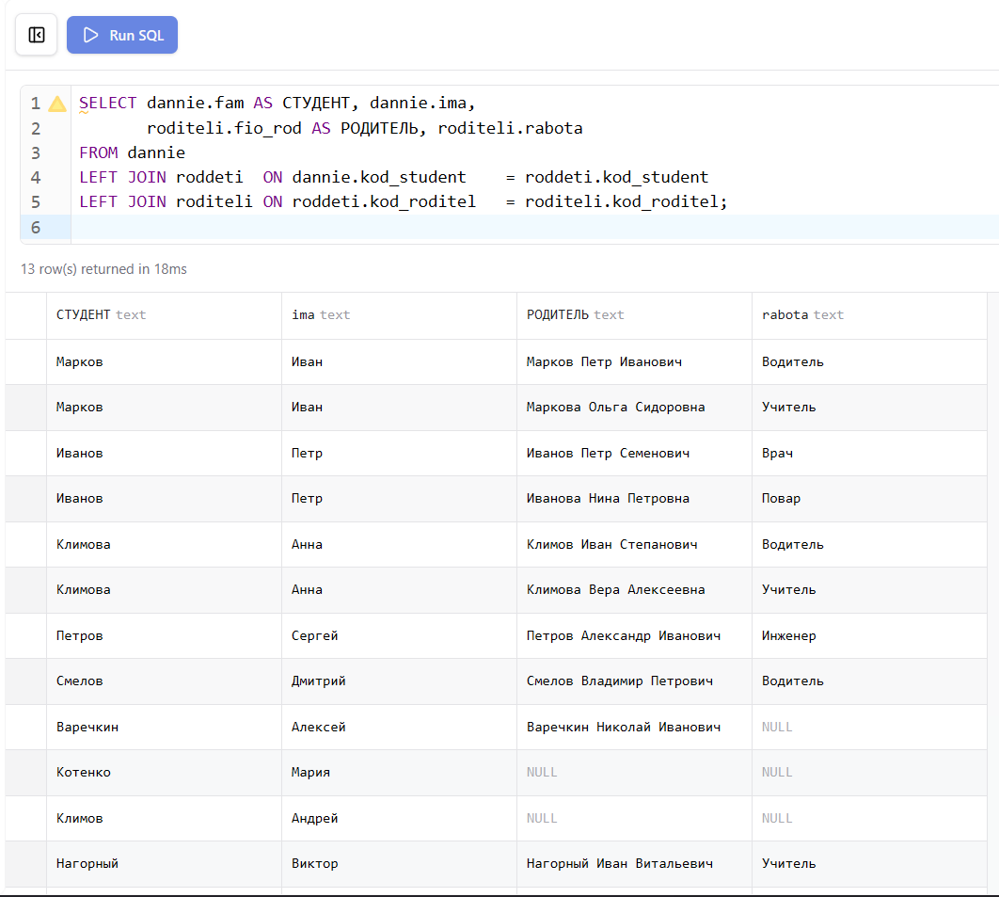 Run SQL
1 SELECT dannie.fam AS СТУДЕНТ, dannie.ima,
2 roditeli.fio_rod AS РОДИТЕЛЬ, roditeli.rabota
3 FROM dannie
4 LEFT JOIN roddeti  ON dannie.kod_student    = roddeti.kod_student
5 LEFT JOIN roditeli ON roddeti.kod_roditel   = roditeli.kod_roditel;
6
13 row(s) returned in 18ms
СТУДЕНТ text ima text РОДИТЕЛЬ text rabota text
Марков Иван Марков Петр Иванович Водитель
Марков Иван Маркова Ольга Сидоровна Учитель
Иванов Петр Иванов Петр Семенович Врач
Иванов Петр Иванова Нина Петровна Повар
Климова Анна Климов Иван Степанович Водитель
Климова Анна Климова Вера Алексеевна Учитель
Петров Сергей Петров Александр Иванович Инженер
Смелов Дмитрий Смелов Владимир Петрович Водитель
Варечкин Алексей Варечкин Николай Иванович NULL
Котенко Мария NULL NULL
Климов Андрей NULL NULL
Нагорный Виктор Нагорный Иван Витальевич Учитель